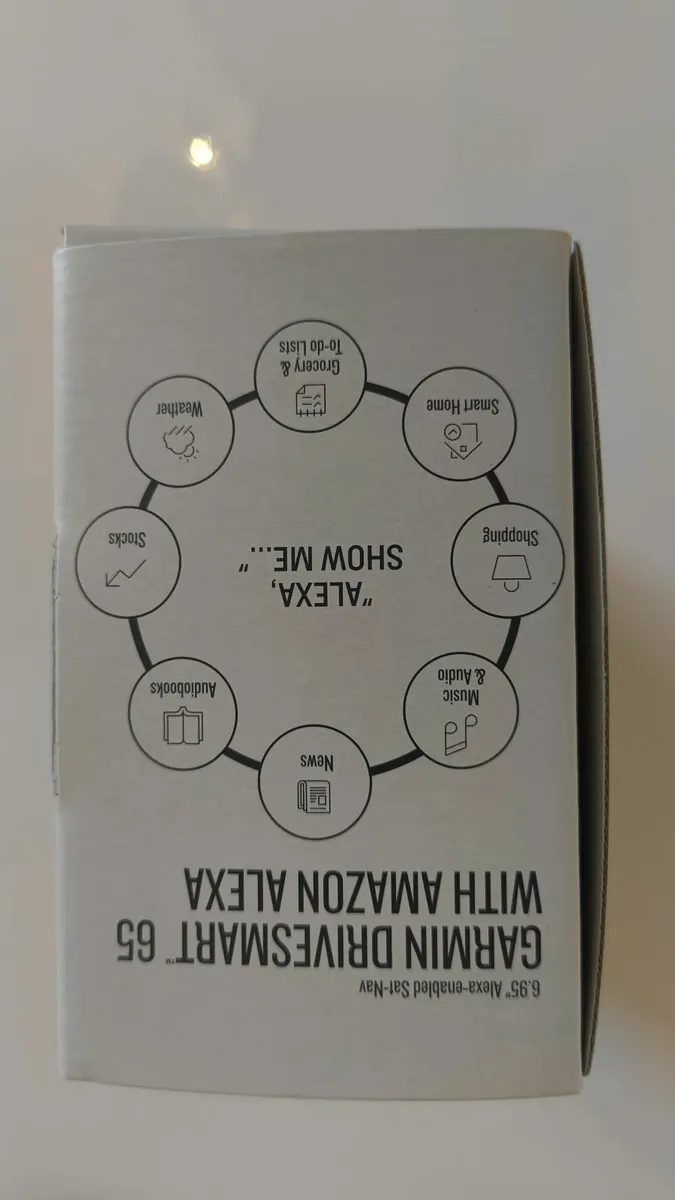 6.95" Alexa-enabled Sat-Nav
GARMIN DRIVESMART™ 65
WITH AMAZON ALEXA
News
Music
& Audio
Audiobooks
Shopping
Stocks
"ALEXA,
SHOW ME..."
Smart Home
Weather
Grocery &
To-do Lists